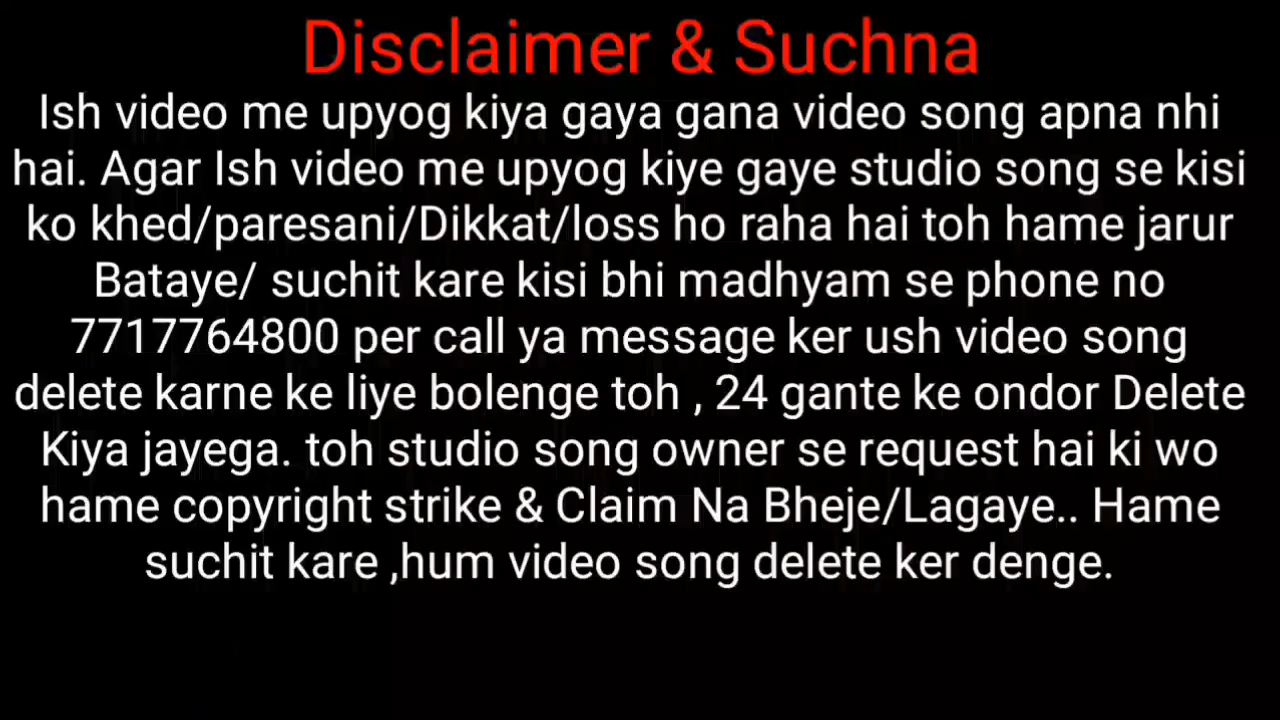 Disclaimer & Suchna
Ish video me upyog kiya gaya gana video song apna nhi
hai. Agar Ish video me upyog kiye gaye studio song se kisi
ko khed/paresani/Dikkat/loss ho raha hai toh hame jarur
Bataye/ suchit kare kisi bhi madhyam se phone no
7717764800 per call ya message ker ush video song
delete karne ke liye bolenge toh , 24 gante ke ondor Delete
Kiya jayega. toh studio song owner se request hai ki wo
hame copyright strike & Claim Na Bheje/Lagaye.. Hame
suchit kare ,hum video song delete ker denge.